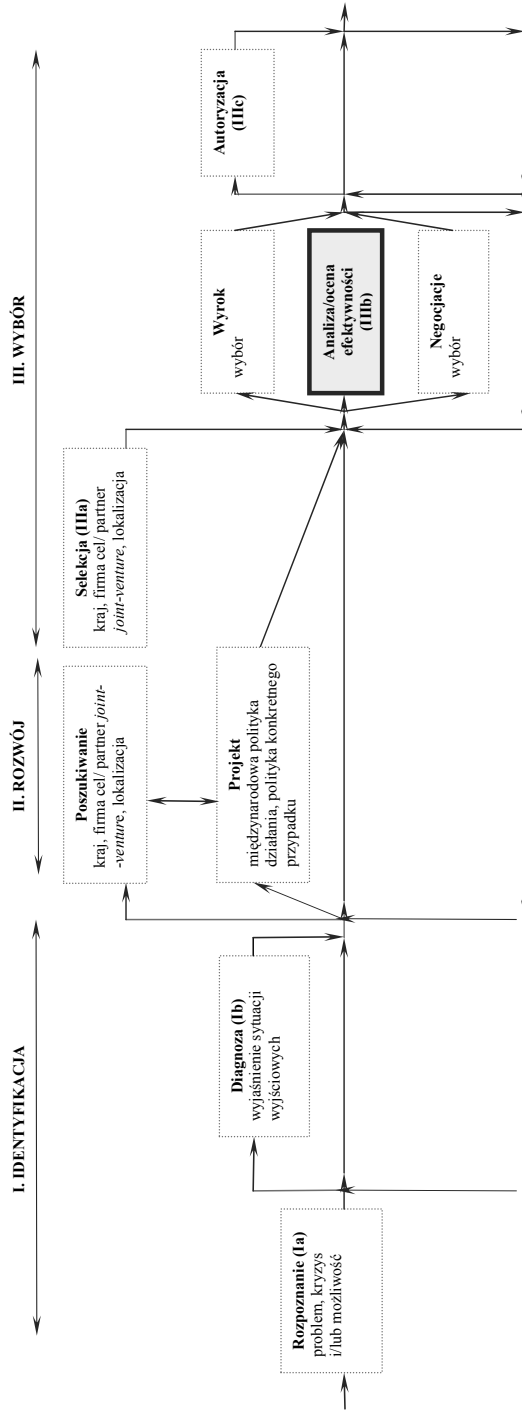 I. IDENTYFIKACJA
II. ROZWÓJ
III. WYBÓR
Rozpoznanie (Ia)
problem, kryzys
i/lub możliwość
Diagnoza (Ib)
wyjaśnienie sytuacji
wyjściowych
Poszukiwanie
kraj, firma cel/ partner joint-
-venture, lokalizacja
Projekt
międzynarodowa polityka
działania, polityka konkretnego
przypadku
Selekcja (IIIa)
kraj, firma cel/ partner
joint-venture, lokalizacja
Wyrok
wybór
Analiza/ocena
efektywności
(IIIb)
Negocjacje
wybór
Autoryzacja
(IIIc)